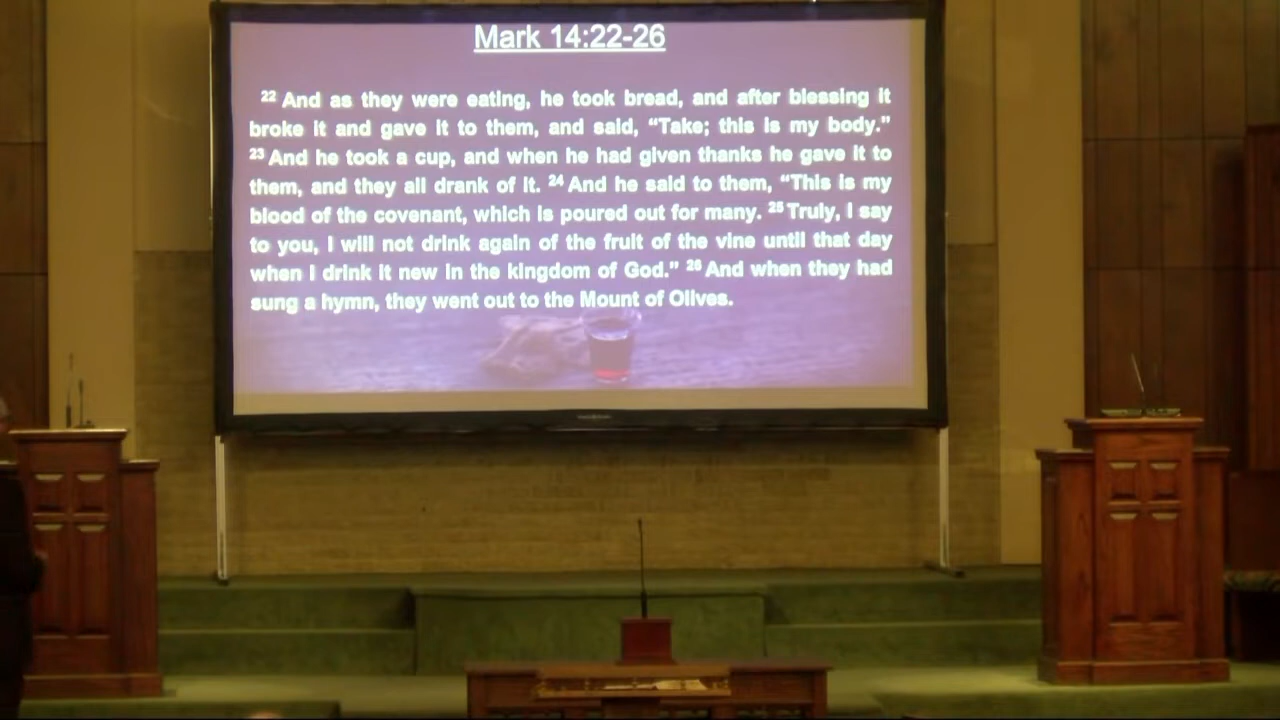 Mark 14:22-26
22 And as they were eating, he took bread, and after blessing it
broke it and gave it to them, and said, “Take; this is my body.”
23 And he took a cup, and when he had given thanks he gave it to
them, and they all drank of it. 24 And he said to them, “This is my
blood of the covenant, which is poured out for many. 25 Truly, I say
to you, I will not drink again of the fruit of the vine until that day
when I drink it new in the kingdom of God.” 26 And when they had
sung a hymn, they went out to the Mount of Olives.